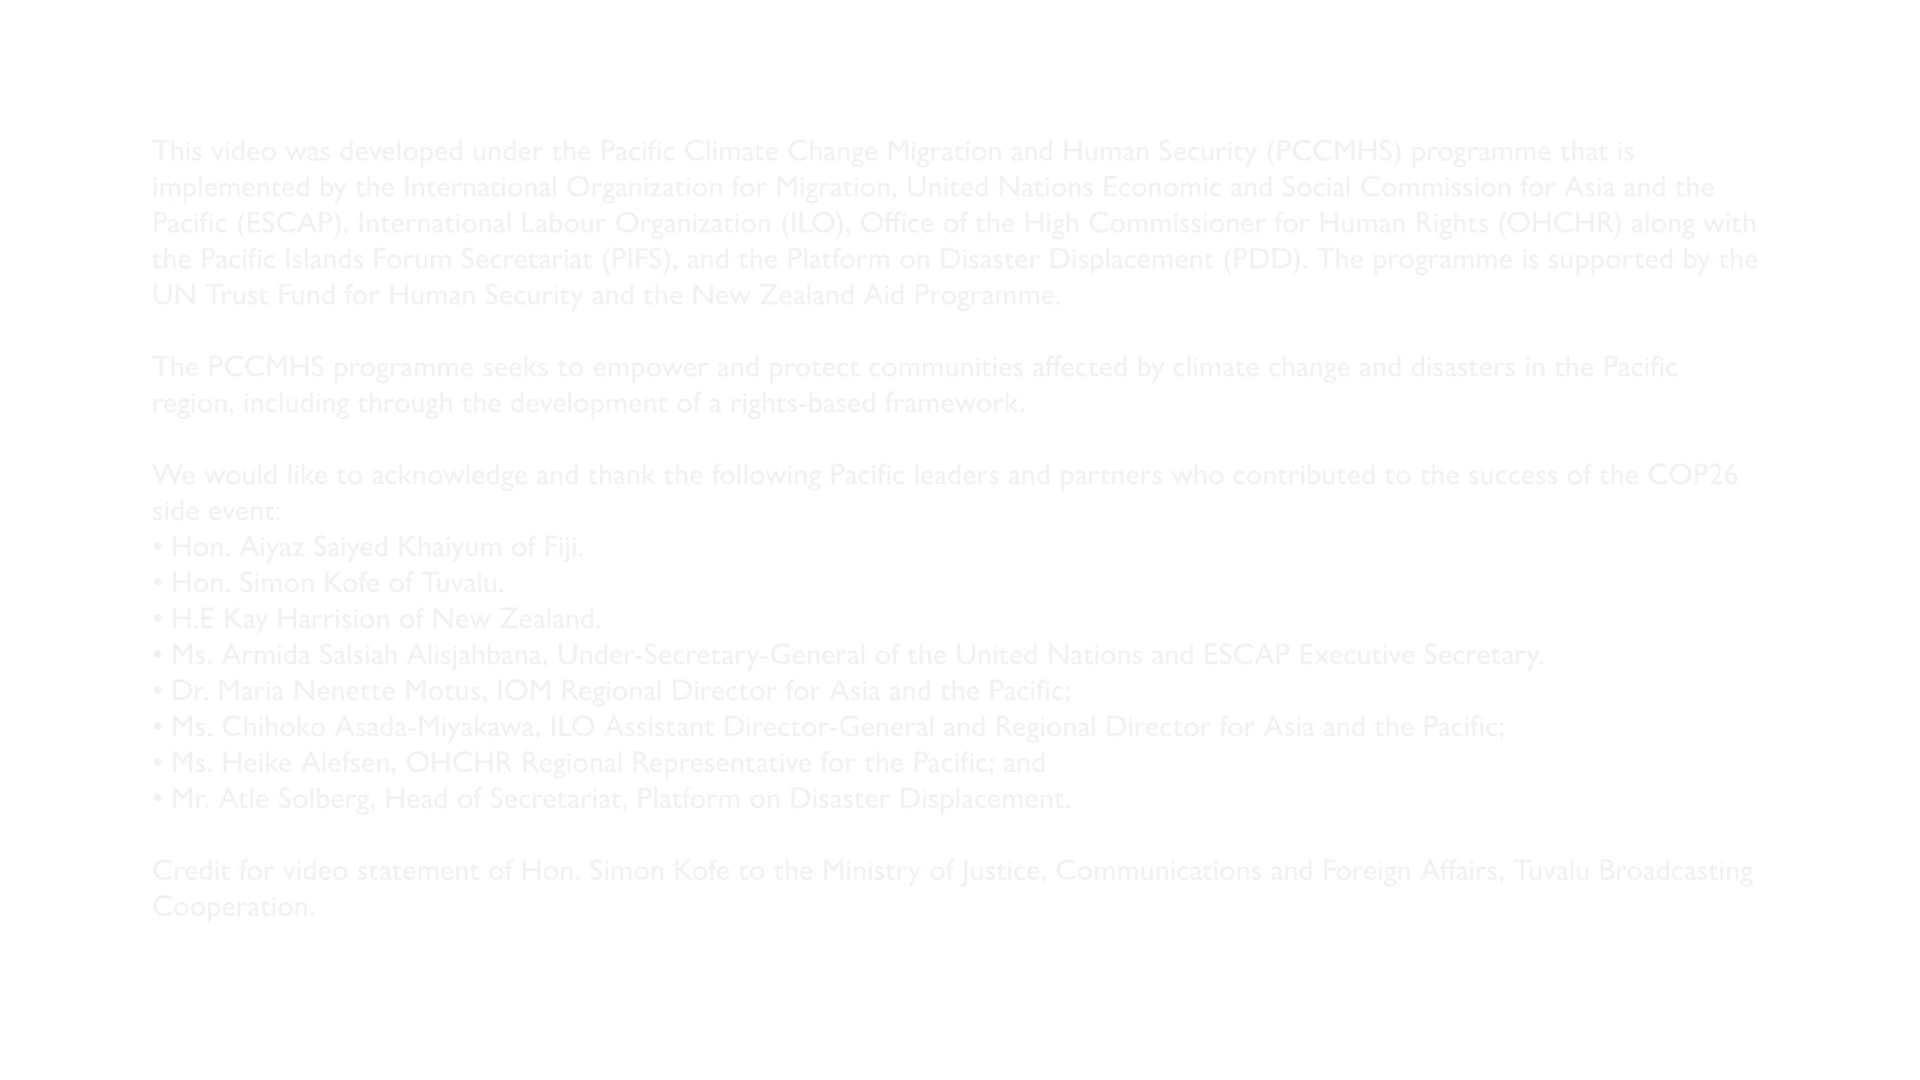 This video was developed under the Pacific Climate Change Migration and Human Security (PCCMHS) programme that is
implemented by the International Organization for Migration, United Nations Economic and Social Commission for Asia and the
Pacific (ESCAP), International Labour Organization (ILO), Office of the High Commissioner for Human Rights (OHCHR) along with
the Pacific Islands Forum Secretariat (PIFS), and the Platform on Disaster Displacement (PDD). The programme is supported by the
UN Trust Fund for Human Security and the New Zealand Aid Programme.
The PCCMHS programme seeks to empower and protect communities affected by climate change and disasters in the Pacific
region, including through the development of a rights-based framework.
We would like to acknowledge and thank the following Pacific leaders and partners who contributed to the success of the COP26
side event:
• Hon. Aiyaz Saiyed Khaiyum of Fiji.
• Hon. Simon Kofe of Tuvalu.
• H.E Kay Harrision of New Zealand.
• Ms. Armida Salsiah Alisjahbana, Under-Secretary-General of the United Nations and ESCAP Executive Secretary.
• Dr. Maria Nenette Motus, IOM Regional Director for Asia and the Pacific;
• Ms. Chihoko Asada-Miyakawa, ILO Assistant Director-General and Regional Director for Asia and the Pacific;
• Ms. Heike Alefsen, OHCHR Regional Representative for the Pacific; and
• Mr. Atle Solberg, Head of Secretariat, Platform on Disaster Displacement.
Credit for video statement of Hon. Simon Kofe to the Ministry of Justice, Communications and Foreign Affairs, Tuvalu Broadcasting
Cooperation.